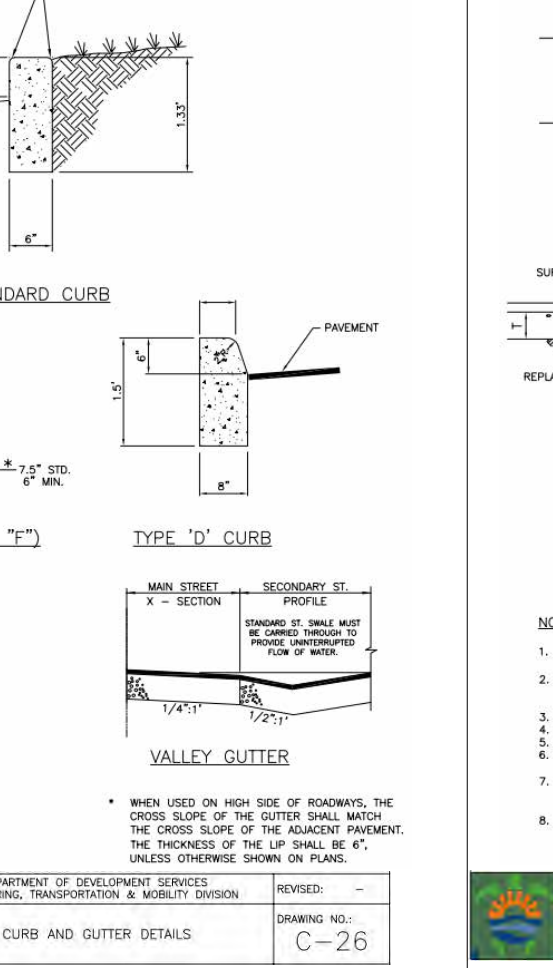 1.33'
6"
NDARD CURB
PAVEMENT
6"
1.5'
8"
* 7.5" STD.
6" MIN.
"F")
TYPE 'D' CURB
MAIN STREET
X - SECTION
SECONDARY ST.
PROFILE
STANDARD ST. SWALE MUST
BE CARRIED THROUGH TO
PROVIDE UNINTERRUPTED
FLOW OF WATER.
1/4":1'
1/2":1'
VALLEY GUTTER
* WHEN USED ON HIGH SIDE OF ROADWAYS, THE
CROSS SLOPE OF THE GUTTER SHALL MATCH
THE CROSS SLOPE OF THE ADJACENT PAVEMENT.
THE THICKNESS OF THE LIP SHALL BE 6",
UNLESS OTHERWISE SHOWN ON PLANS.
PARTMENT OF DEVELOPMENT SERVICES
RING, TRANSPORTATION & MOBILITY DIVISION
REVISED: -
CURB AND GUTTER DETAILS
DRAWING NO.:
C-26
SUF
T
REPLA
NO
1.
2.
3.
4.
5.
6.
7.
8.